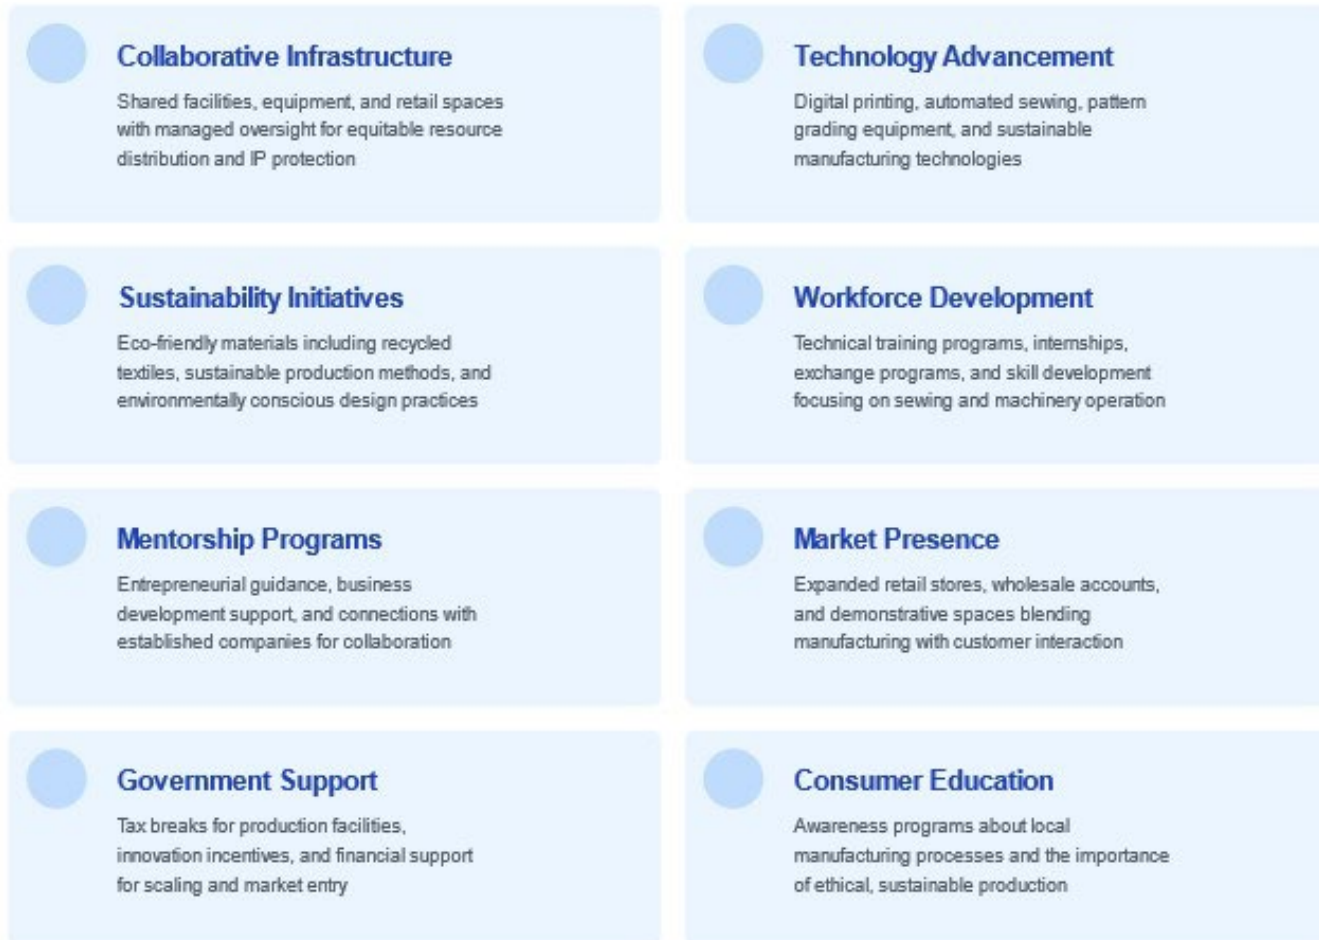 Collaborative Infrastructure
Shared facilities, equipment, and retail spaces
with managed oversight for equitable resource
distribution and IP protection
Technology Advancement
Digital printing, automated sewing, pattern
grading equipment, and sustainable
manufacturing technologies
Sustainability Initiatives
Eco-friendly materials including recycled
textiles, sustainable production methods, and
environmentally conscious design practices
Workforce Development
Technical training programs, internships,
exchange programs, and skill development
focusing on sewing and machinery operation
Mentorship Programs
Entrepreneurial guidance, business
development support, and connections with
established companies for collaboration
Market Presence
Expanded retail stores, wholesale accounts,
and demonstrative spaces blending
manufacturing with customer interaction
Government Support
Tax breaks for production facilities,
innovation incentives, and financial support
for scaling and market entry
Consumer Education
Awareness programs about local
manufacturing processes and the importance
of ethical, sustainable production